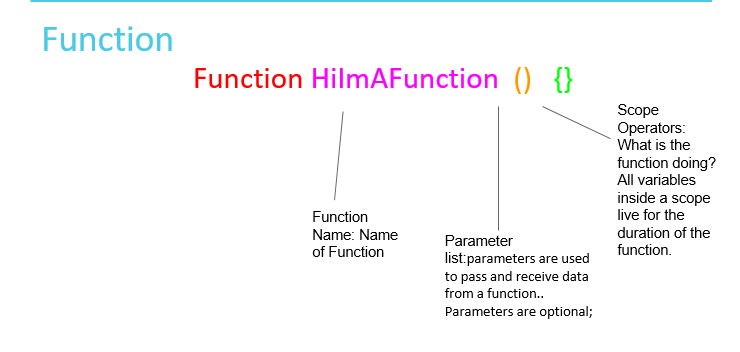 Function
Function HiImAFunction () {}
Scope
Operators:
What is the
function doing?
All variables
inside a scope
live for the
duration of the
function.
Function
Name: Name
of Function
Parameter
list:parameters are used
to pass and receive data
from a function..
Parameters are optional;